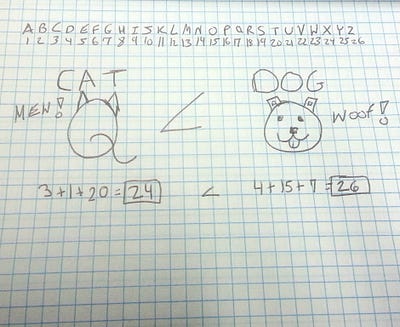 A B C D E F G H I S K L M N O P Q R S T U V W X Y Z
1 2 3 4 5 6 7 8 9 10 11 12 13 14 15 16 17 18 19 20 21 22 23 24 25 26
CAT < DOG
MEW! WOOF!
3+1+20=24 < 4+15+7=26